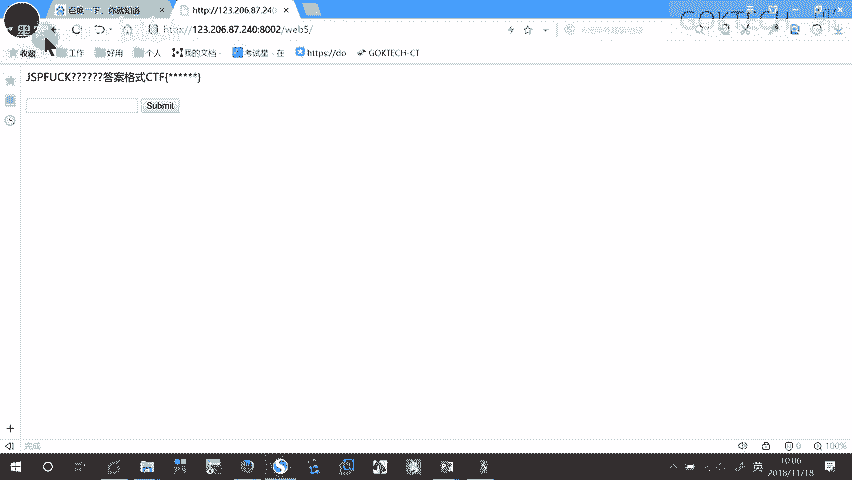 百度一下，你就知道
http://123.206.87.240
GOKTECH
http://123.206.87.240:8002/web5/
收藏
工作
好用
个人
我的文档
考试星 - 在
https://do
GOKTECH-CT
JSPFUCK??????答案格式CTF{******}
Submit
完成
0
100%
英
10:06
2018/11/18